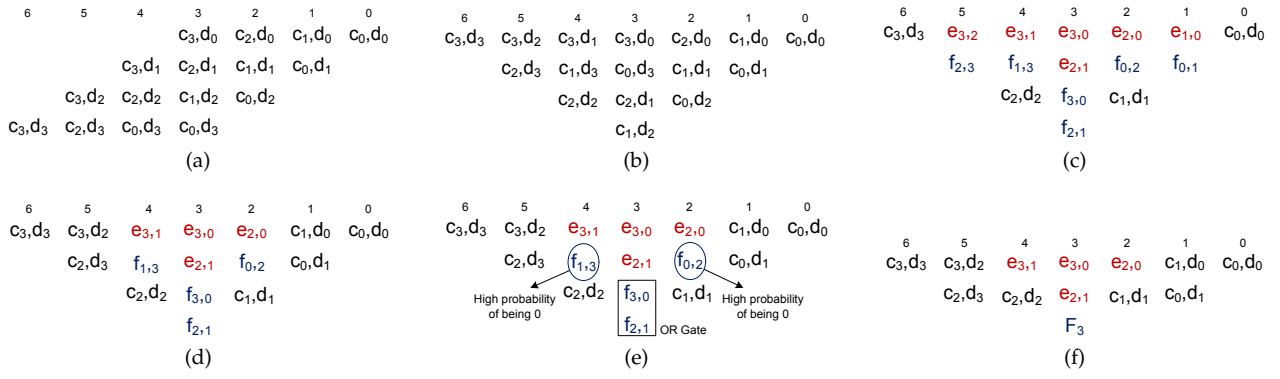 6 5 4 3 2 1 0
c3,d0 c2,d0 c1,d0 c0,d0
c3,d1 c2,d1 c1,d1 c0,d1
c3,d2 c2,d2 c1,d2 c0,d2
c3,d3 c2,d3 c0,d3 c0,d3
(a)
6 5 4 3 2 1 0
c3,d3 c3,d2 c3,d1 c3,d0 c2,d0 c1,d0 c0,d0
c2,d3 c1,d3 c0,d3 c1,d1 c0,d1
c2,d2 c2,d1 c0,d2
c1,d2
(b)
6 5 4 3 2 1 0
c3,d3 e3,2 e3,1 e3,0 e2,0 e1,0 c0,d0
f2,3 f1,3 e2,1 f0,2 f0,1
c2,d2 f3,0 c1,d1
f2,1
(c)
6 5 4 3 2 1 0
c3,d3 c3,d2 e3,1 e3,0 e2,0 c1,d0 c0,d0
c2,d3 f1,3 e2,1 f0,2 c0,d1
c2,d2 f3,0 c1,d1
f2,1
(d)
6 5 4 3 2 1 0
c3,d3 c3,d2 e3,1 e3,0 e2,0 c1,d0 c0,d0
c2,d3 f1,3 e2,1 f0,2 c0,d1
c2,d2 f3,0 c1,d1
f2,1 OR Gate
High probability
of being 0
High probability
of being 0
(e)
6 5 4 3 2 1 0
c3,d3 c3,d2 e3,1 e3,0 e2,0 c1,d0 c0,d0
c2,d3 c2,d2 e2,1 c1,d1 c0,d1
F3
(f)